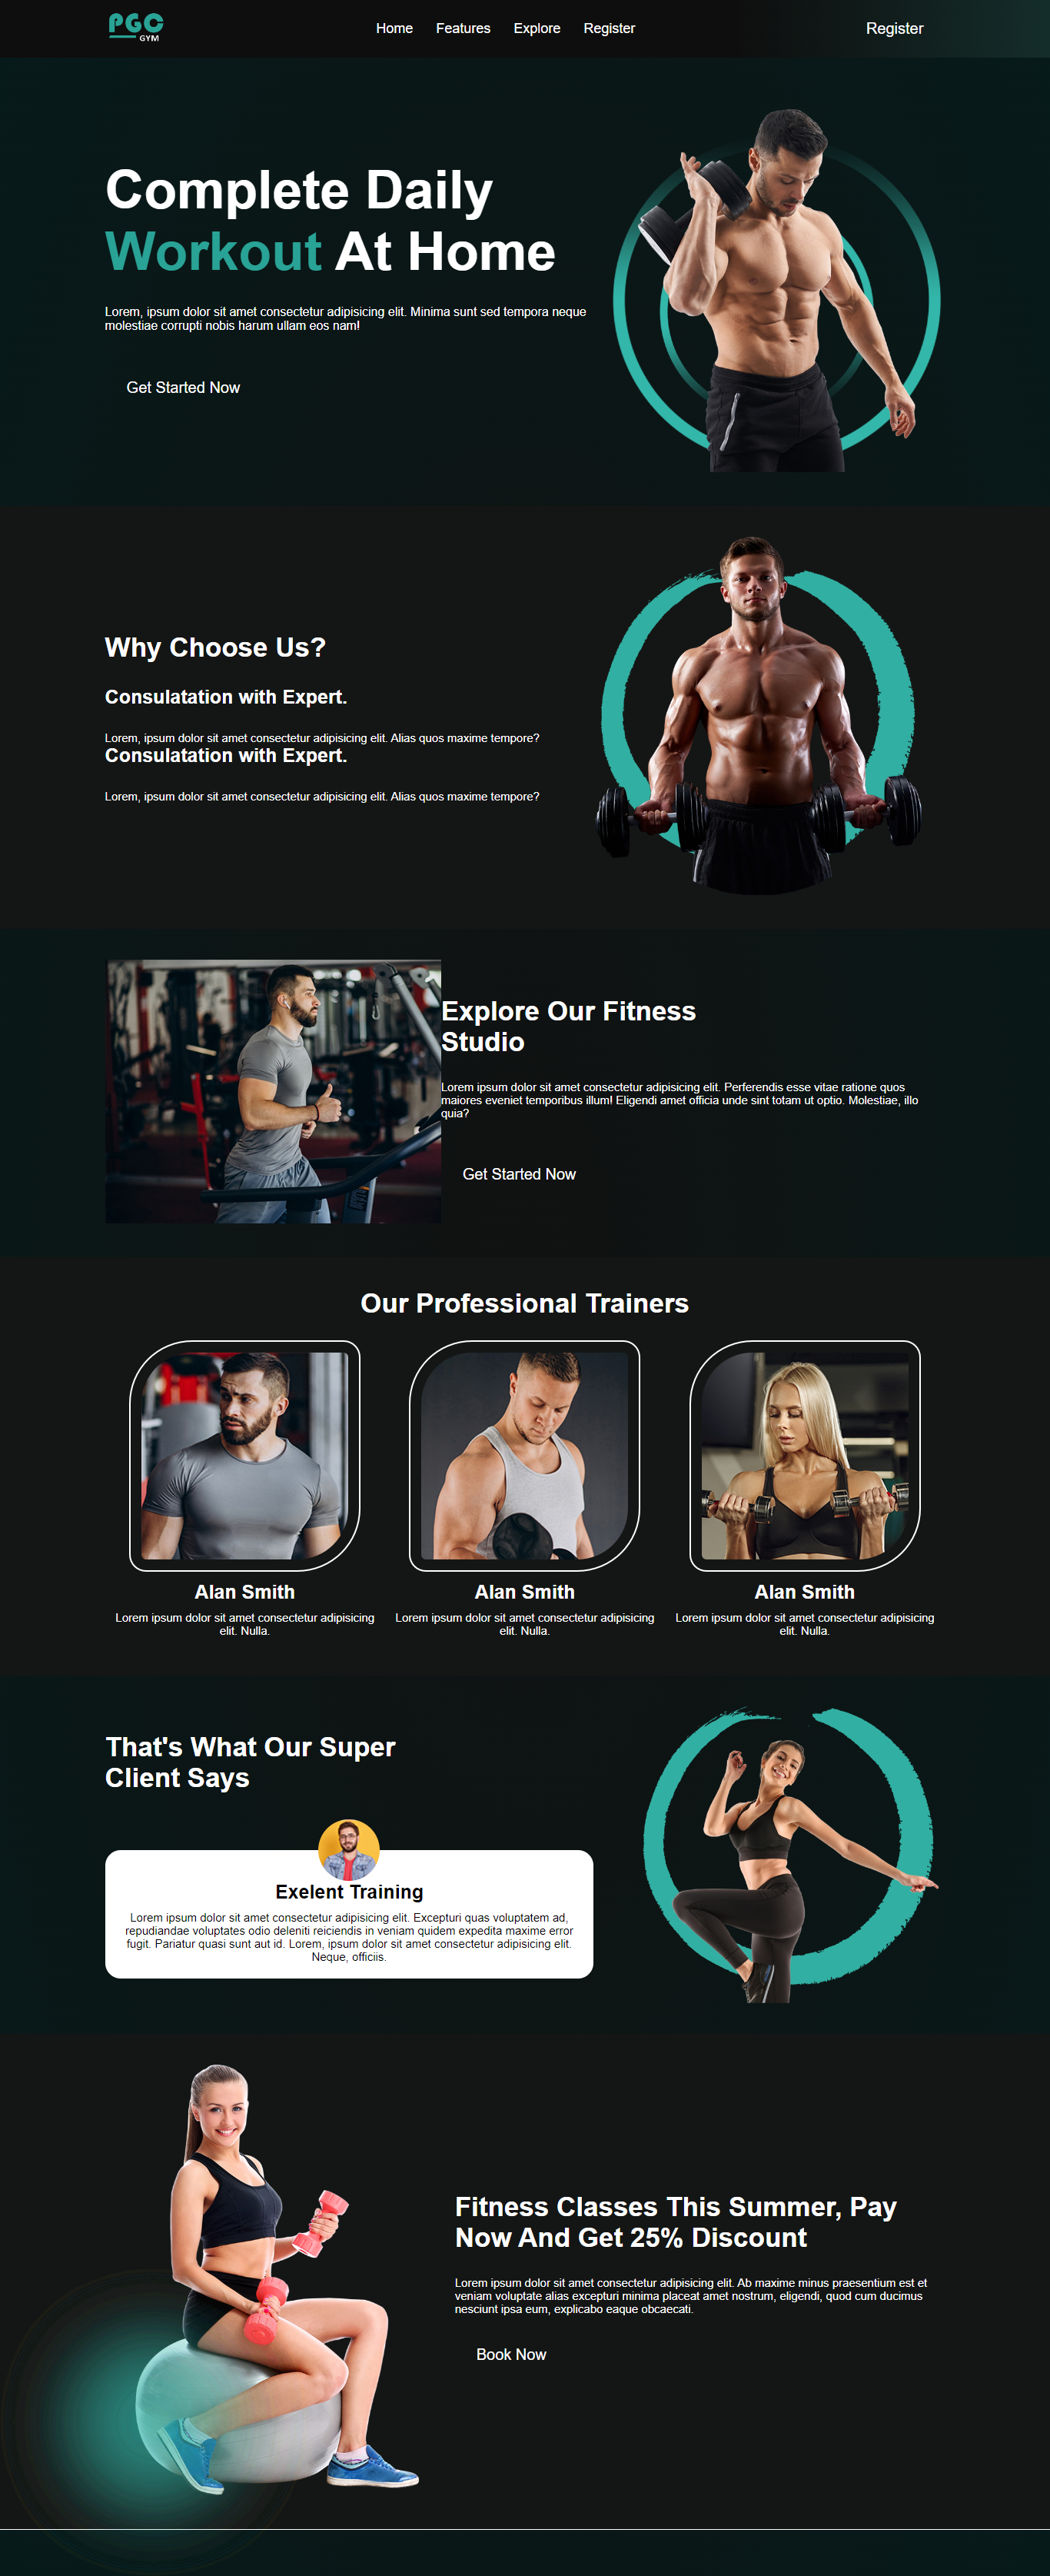 PGC
GYM
Home Features Explore Register
Register
Complete Daily
Workout At Home
Lorem, ipsum dolor sit amet consectetur adipisicing elit. Minima sunt sed tempora neque
molestiae corrupti nobis harum ullam eos nam!
Get Started Now
Why Choose Us?
Consulatation with Expert.
Lorem, ipsum dolor sit amet consectetur adipisicing elit. Alias quos maxime tempore?
Consulatation with Expert.
Lorem, ipsum dolor sit amet consectetur adipisicing elit. Alias quos maxime tempore?
Explore Our Fitness
Studio
Lorem ipsum dolor sit amet consectetur adipisicing elit. Perferendis esse vitae ratione quos
maiores eveniet temporibus illum! Eligendi amet officia unde sint totam ut optio. Molestiae, illo
quia?
Get Started Now
Our Professional Trainers
Alan Smith
Lorem ipsum dolor sit amet consectetur adipisicing
elit. Nulla.
Alan Smith
Lorem ipsum dolor sit amet consectetur adipisicing
elit. Nulla.
Alan Smith
Lorem ipsum dolor sit amet consectetur adipisicing
elit. Nulla.
That's What Our Super
Client Says
Exelent Training
Lorem ipsum dolor sit amet consectetur adipisicing elit. Excepturi quas voluptatem ad,
repudiandae voluptates odio deleniti reiciendis in veniam quidem expedita maxime error
fugit. Pariatur quasi sunt aut id. Lorem, ipsum dolor sit amet consectetur adipisicing elit.
Neque, officiis.
Fitness Classes This Summer, Pay
Now And Get 25% Discount
Lorem ipsum dolor sit amet consectetur adipisicing elit. Ab maxime minus praesentium est et
veniam voluptate alias excepturi minima placeat amet nostrum, eligendi, quod cum ducimus
nesciunt ipsa eum, explicabo eaque obcaecati.
Book Now